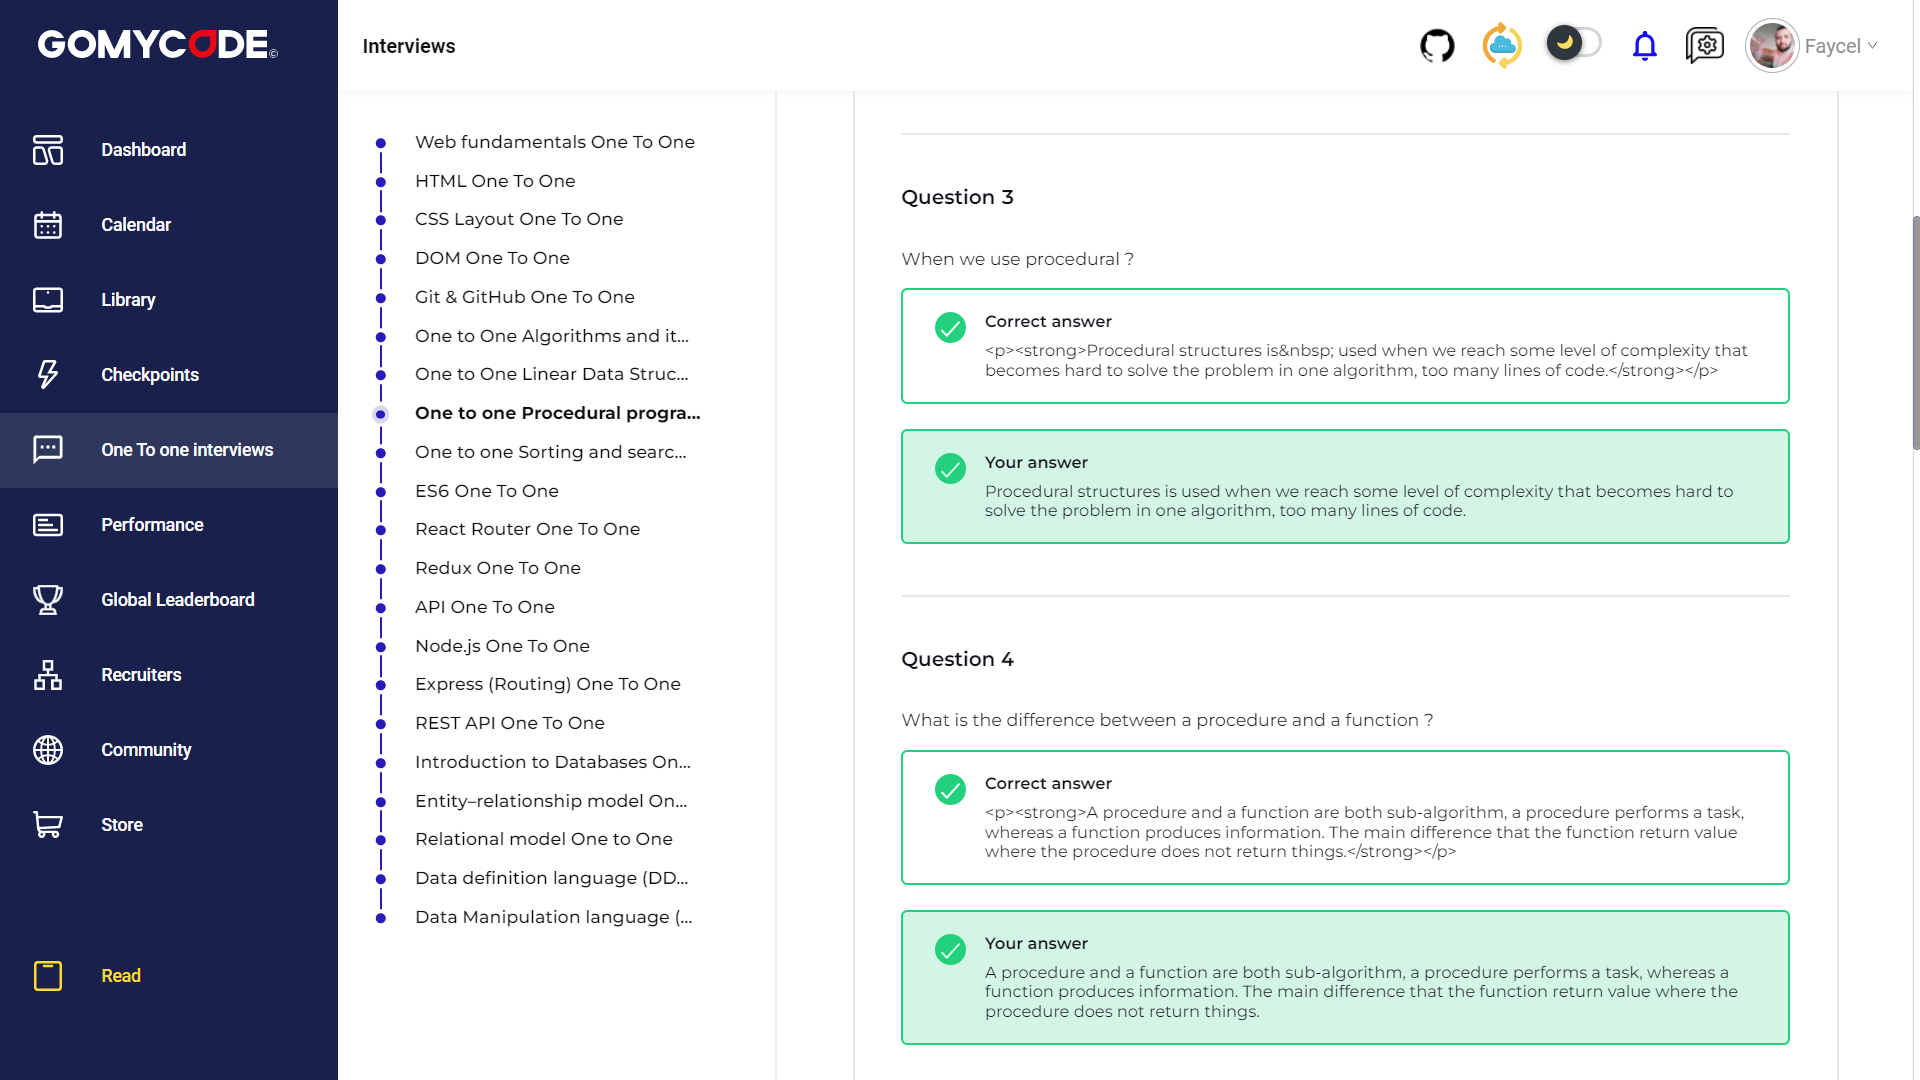 GOMYCODE©
Interviews
Faycel
Dashboard
Calendar
Library
Checkpoints
One To one interviews
Performance
Global Leaderboard
Recruiters
Community
Store
Read
Web fundamentals One To One
HTML One To One
CSS Layout One To One
DOM One To One
Git & GitHub One To One
One to One Algorithms and it...
One to One Linear Data Struc...
One to one Procedural progra...
One to one Sorting and searc...
ES6 One To One
React Router One To One
Redux One To One
API One To One
Node.js One To One
Express (Routing) One To One
REST API One To One
Introduction to Databases On...
Entity–relationship model On...
Relational model One to One
Data definition language (DD...
Data Manipulation language (...
Question 3
When we use procedural ?
Correct answer
<p><strong>Procedural structures is&nbsp; used when we reach some level of complexity that
becomes hard to solve the problem in one algorithm, too many lines of code.</strong></p>
Your answer
Procedural structures is used when we reach some level of complexity that becomes hard to
solve the problem in one algorithm, too many lines of code.
Question 4
What is the difference between a procedure and a function ?
Correct answer
<p><strong>A procedure and a function are both sub-algorithm, a procedure performs a task,
whereas a function produces information. The main difference that the function return value
where the procedure does not return things.</strong></p>
Your answer
A procedure and a function are both sub-algorithm, a procedure performs a task, whereas a
function produces information. The main difference that the function return value where the
procedure does not return things.